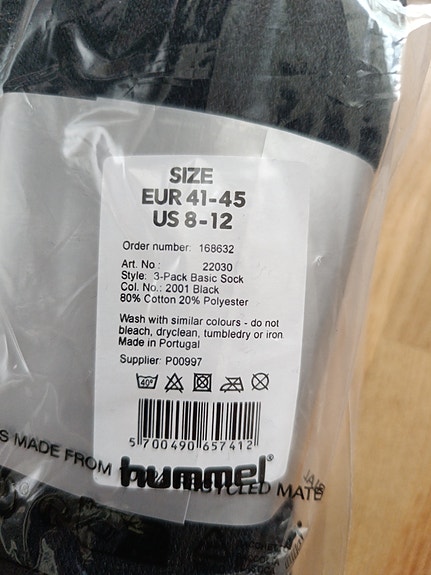 SIZE
EUR 41-45
US 8-12
Order number: 168632
Art. No.: 22030
Style: 3-Pack Basic Sock
Col. No.: 2001 Black
80% Cotton 20% Polyester
Wash with similar colours - do not
bleach, dryclean, tumbledry or iron
Made in Portugal
Supplier: P00997
40°
5 700490 657412
S MADE FROM
hummel®
CYCLED MATE